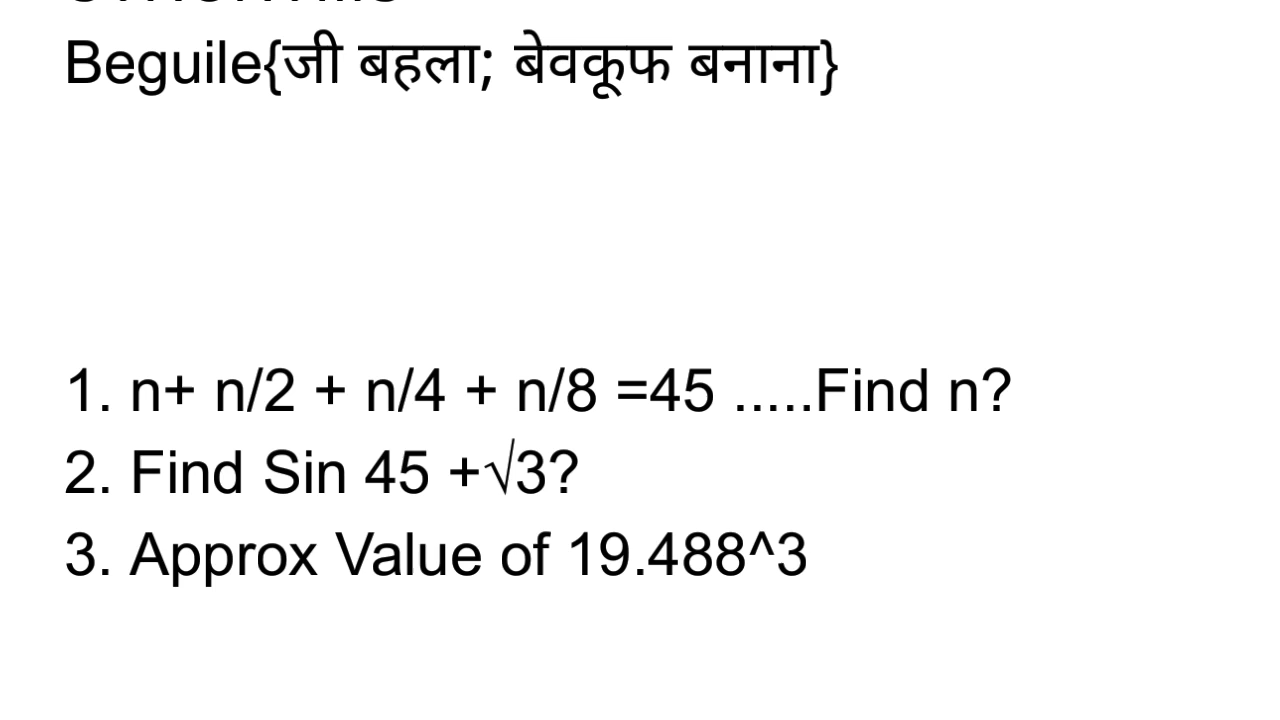 Beguile{जी बहला; बेवकूफ बनाना}
1. n+ n/2 + n/4 + n/8 =45 .....Find n?
2. Find Sin 45 +√3?
3. Approx Value of 19.488^3